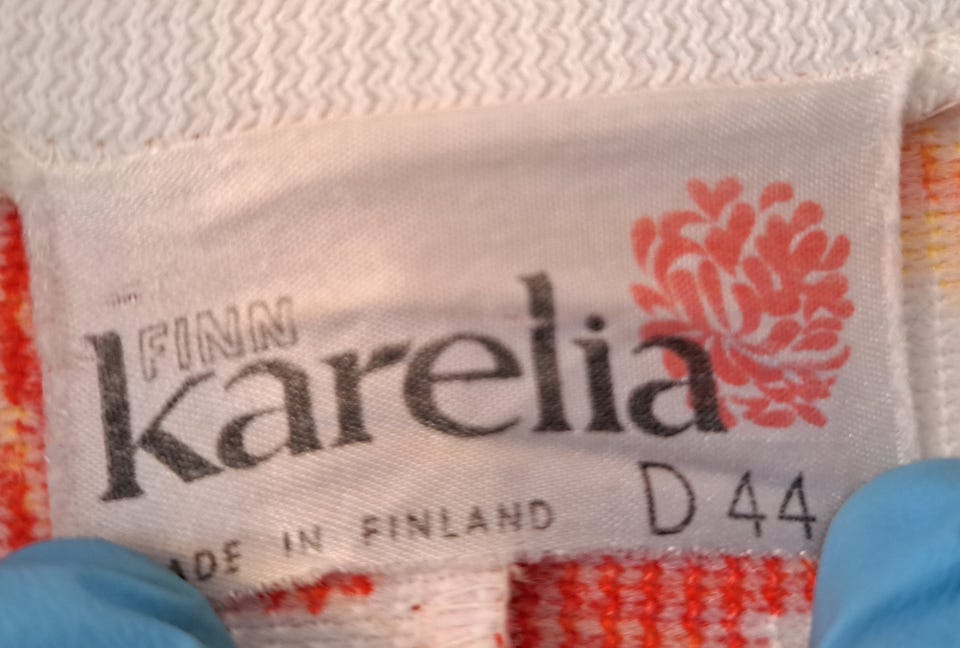 FINN
karelia
ADE IN FINLAND
D 44